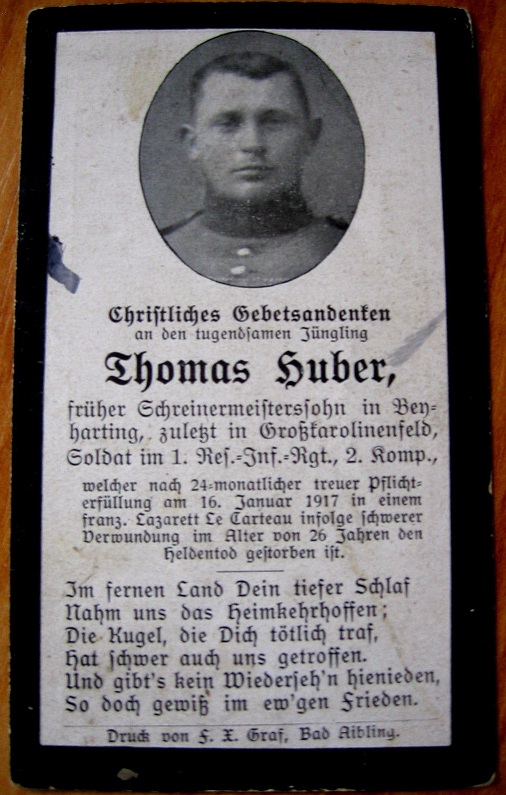 Christliches Gebetsandenken
an den tugendsamen Jüngling
Thomas Huber,
früher Schreinermeisterssohn in Bey-
harting, zuletzt in Großkarolinenfeld,
Soldat im 1. Res.-Inf.-Rgt., 2. Komp.,
welcher nach 24-monatlicher treuer Pflicht-
erfüllung am 16. Januar 1917 in einem
franz. Lazarett Le Carteau infolge schwerer
Verwundung im Alter von 26 Jahren den
Heldentod gestorben ist.
Im fernen Land Dein tiefer Schlaf
Nahm uns das Heimkehrhoffen;
Die Kugel, die Dich tötlich traf,
Hat schwer auch uns getroffen.
Und gibt's kein Wiederseh'n hienieden,
So doch gewiß im ew'gen Frieden.
Druck von F. X. Graf, Bad Aibling.